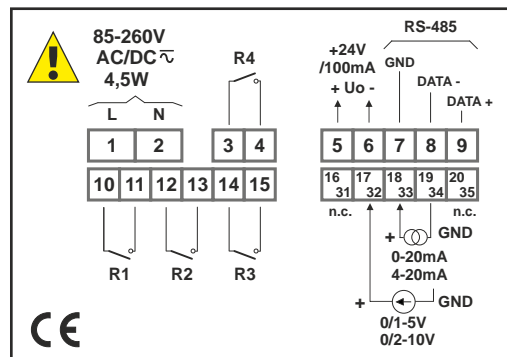 85-260V
AC/DC
4,5W
L N
R4
+24V
/100mA
+ Uo -
RS-485
GND
DATA -
DATA +
1 2 3 4 5 6 7 8 9
10 11 12 13 14 15
16 17 18 19 20
31 32 33 34 35
n.c. n.c.
R1 R2 R3
+ GND
0-20mA
4-20mA
+ GND
0/1-5V
0/2-10V
CE